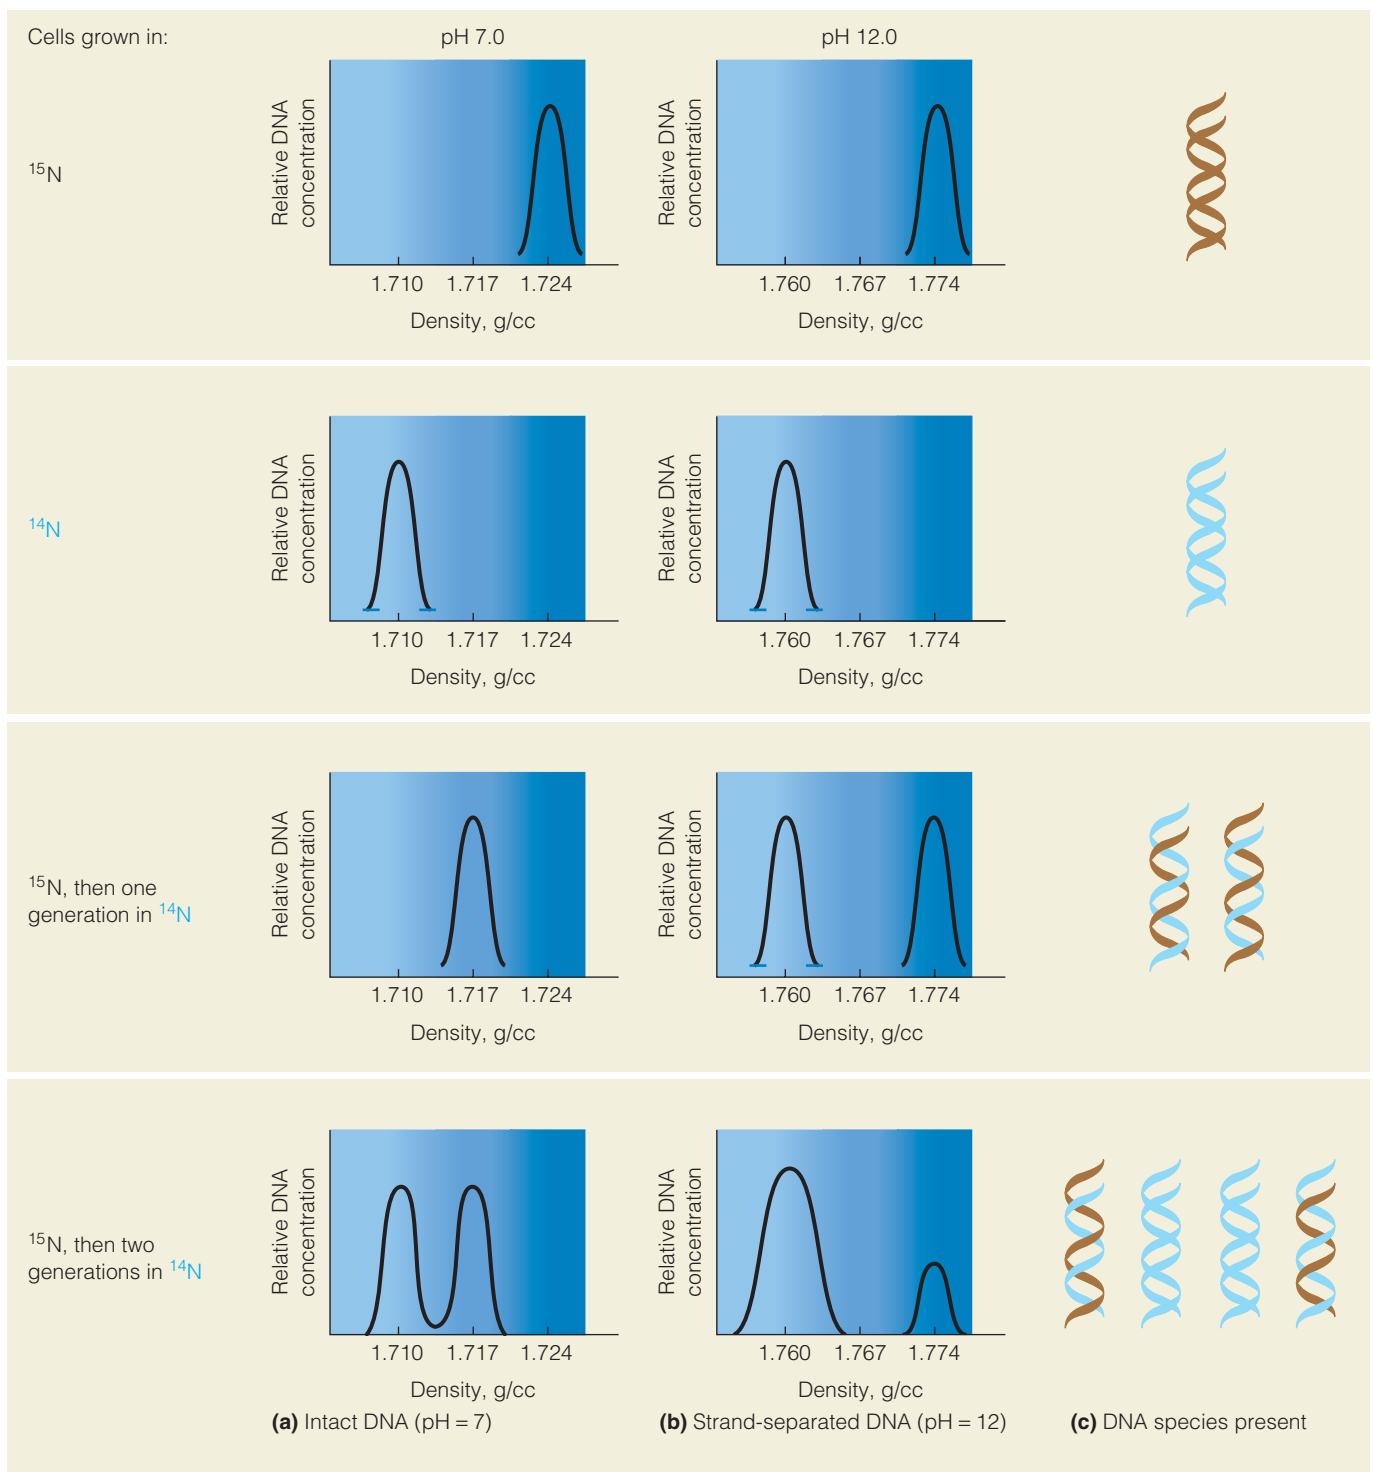 Cells grown in:
pH 7.0
pH 12.0
¹⁵N
Relative DNA
concentration
1.710 1.717 1.724
Density, g/cc
Relative DNA
concentration
1.760 1.767 1.774
Density, g/cc
¹⁴N
Relative DNA
concentration
1.710 1.717 1.724
Density, g/cc
Relative DNA
concentration
1.760 1.767 1.774
Density, g/cc
¹⁵N, then one
generation in ¹⁴N
Relative DNA
concentration
1.710 1.717 1.724
Density, g/cc
Relative DNA
concentration
1.760 1.767 1.774
Density, g/cc
¹⁵N, then two
generations in ¹⁴N
Relative DNA
concentration
1.710 1.717 1.724
Density, g/cc
Relative DNA
concentration
1.760 1.767 1.774
Density, g/cc
(a) Intact DNA (pH = 7)
(b) Strand-separated DNA (pH = 12)
(c) DNA species present